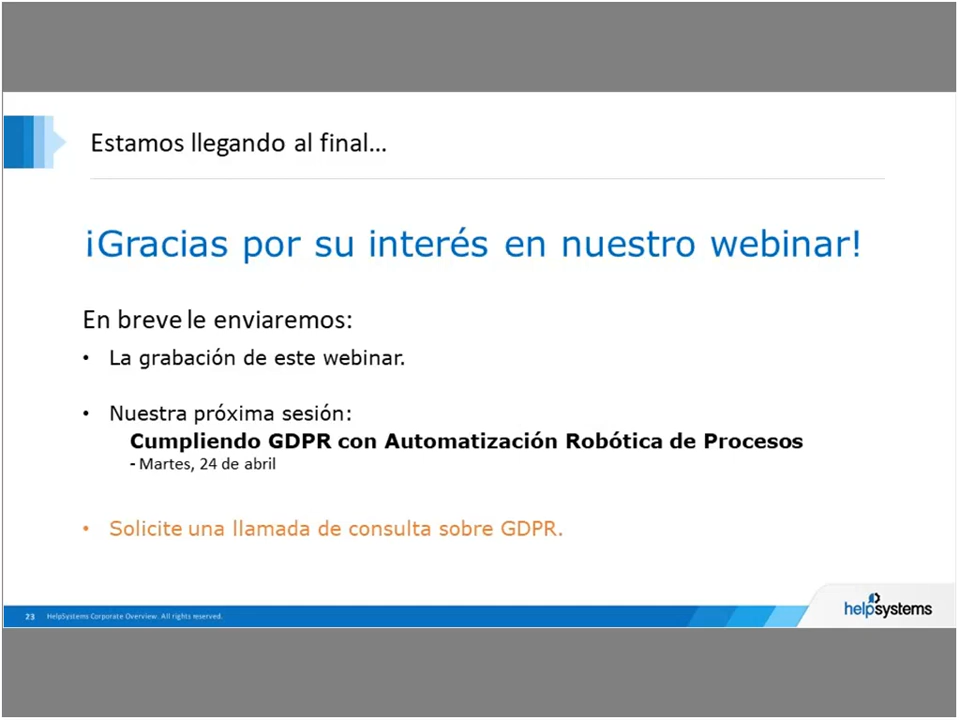 Estamos llegando al final...
¡Gracias por su interés en nuestro webinar!
En breve le enviaremos:
• La grabación de este webinar.
• Nuestra próxima sesión:
Cumpliendo GDPR con Automatización Robótica de Procesos
- Martes, 24 de abril
• Solicite una llamada de consulta sobre GDPR.
23 HelpSystems Corporate Overview. All rights reserved.
helpsystems